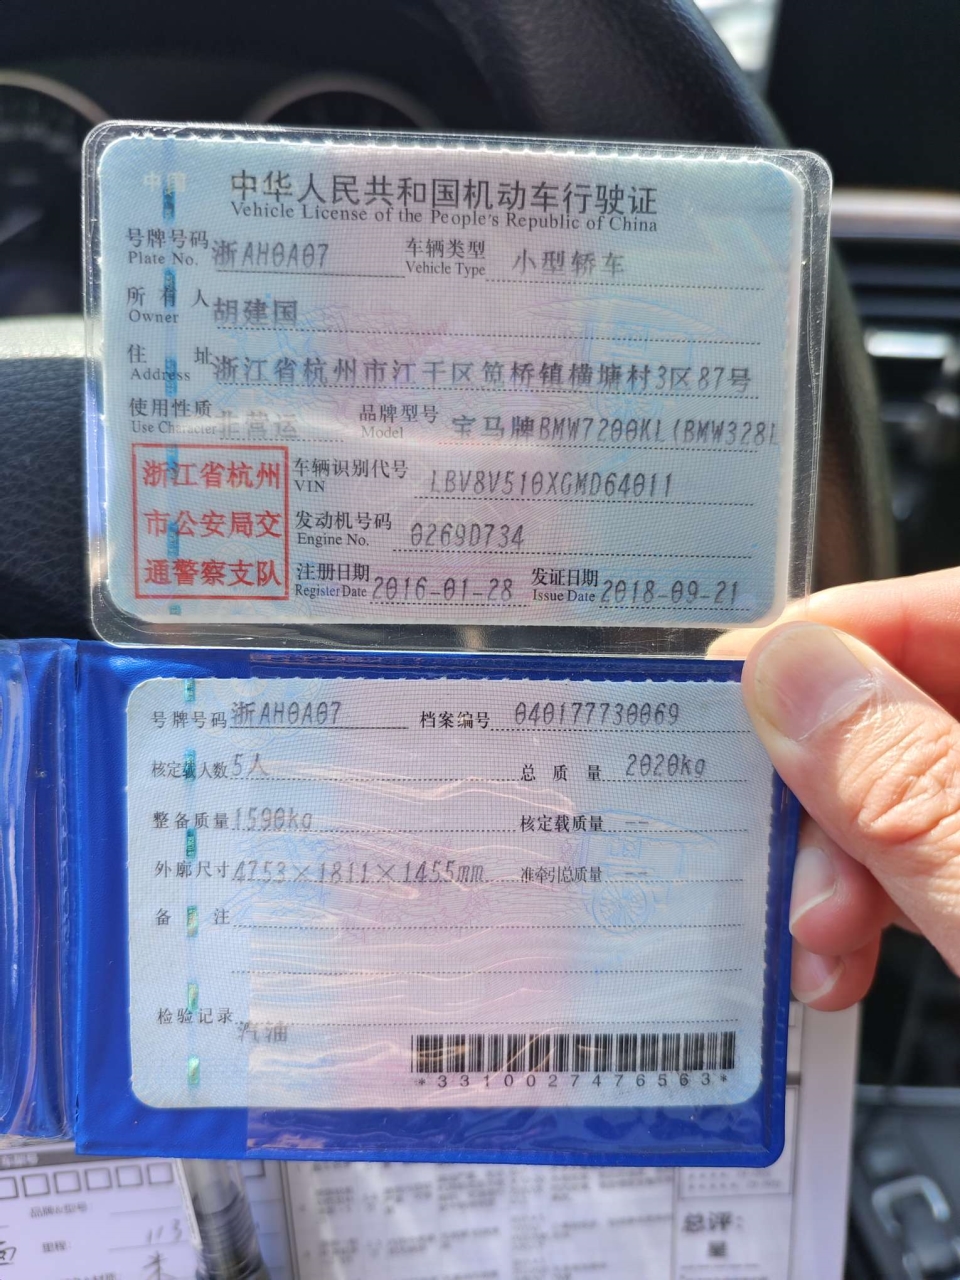 中国
中华人民共和国机动车行驶证
Vehicle License of the People's Republic of China
号牌号码 浙AH0A07 车辆类型 小型轿车
Plate No. Vehicle Type
所有人 胡建国
Owner
住址 浙江省杭州市江干区笕桥镇横塘村3区87号
Address
使用性质 非营运 品牌型号 宝马牌BMW7200KL(BMW328L
Use Character Model
浙江省杭州
市公安局交
通警察支队
车辆识别代号 LBV8V510XGMD64011
VIN
发动机号码 0269D734
Engine No.
注册日期 2016-01-28 发证日期 2018-09-21
Register Date Issue Date
号牌号码 浙AH0A07 档案编号 040177730069
核定载人数 5人 总质量 2020kg
整备质量 1590kg 核定载质量 --
外廓尺寸 4753×1811×1455mm 准牵引总质量 --
备注
检验记录
汽油
*3310027476563*
品牌&型号:
里程: 113
总评: